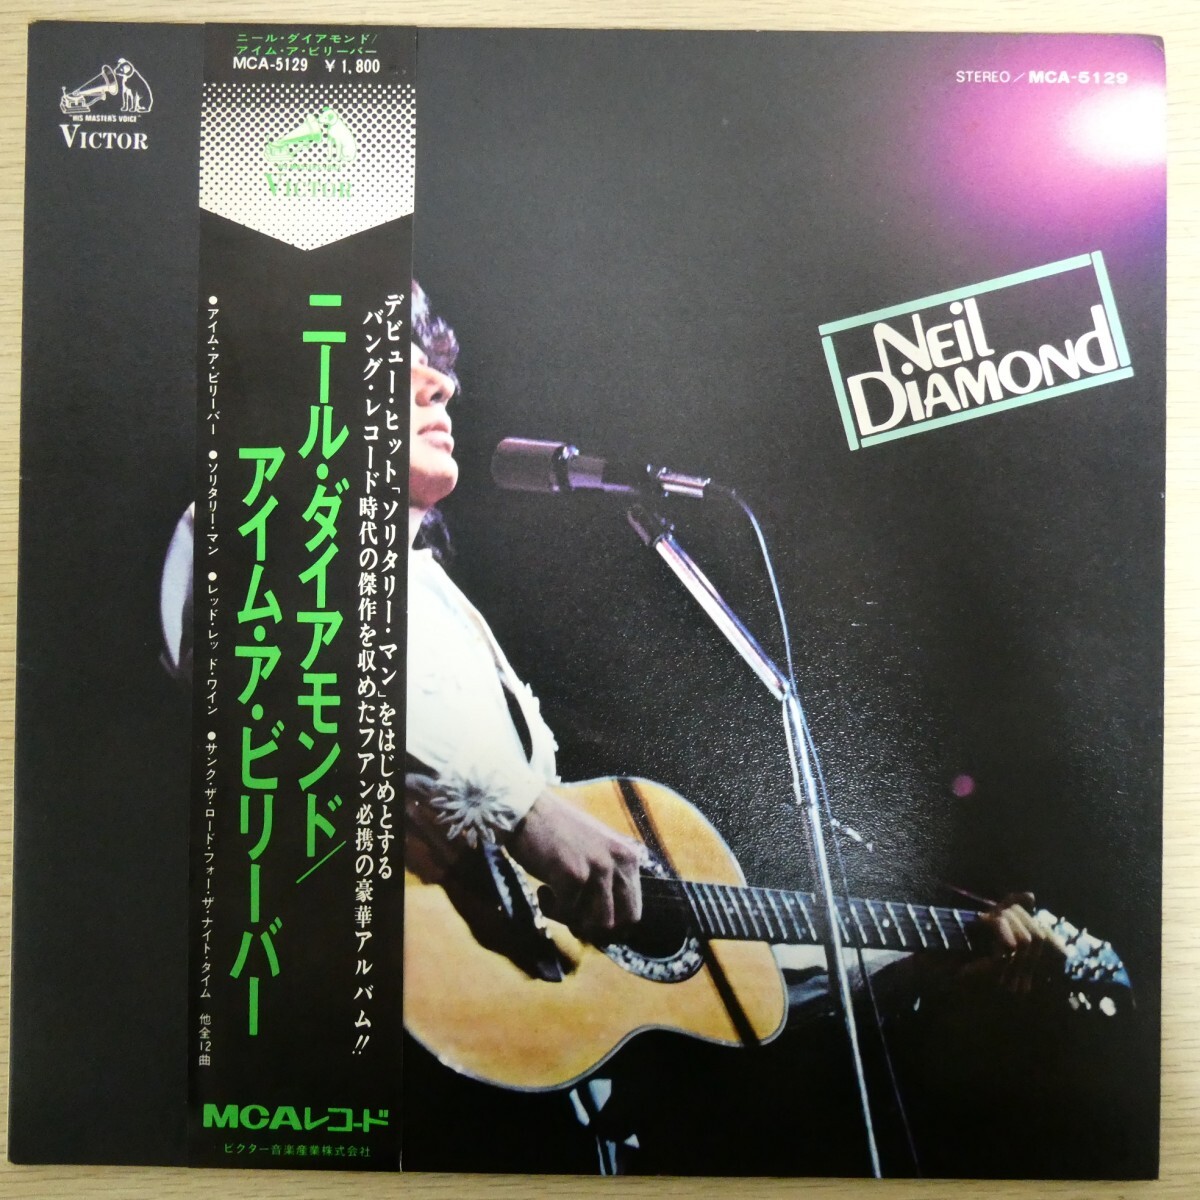 "HIS MASTER'S VOICE"
VICTOR
ニール・ダイアモンド/
アイム・ア・ビリーバー
MCA-5129 ¥1,800
VICTOR
デビュー・ヒット「ソリタリー・マン」をはじめとする
バング・レコード時代の傑作を収めたファン必携の豪華アルバム!!
ニール・ダイアモンド/
アイム・ア・ビリーバー
●アイム・ア・ビリーバー ●ソリタリー・マン ●レッド・レッド・ワイン ●サンク・ザ・ロード・フォー・ザ・ナイト・タイム 他全12曲
MCAレコード
ビクター音楽産業株式会社
STEREO/MCA-5129
NEIL
DIAMOND